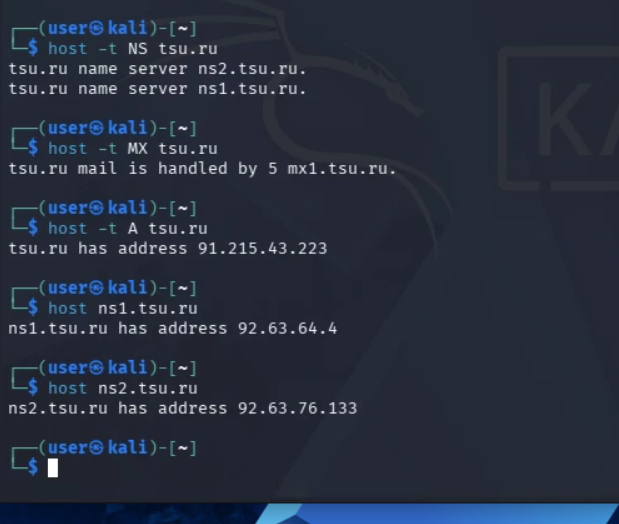 ┌──(user㉿kali)-[~]
└─$ host -t NS tsu.ru
tsu.ru name server ns2.tsu.ru.
tsu.ru name server ns1.tsu.ru.
┌──(user㉿kali)-[~]
└─$ host -t MX tsu.ru
tsu.ru mail is handled by 5 mx1.tsu.ru.
┌──(user㉿kali)-[~]
└─$ host -t A tsu.ru
tsu.ru has address 91.215.43.223
┌──(user㉿kali)-[~]
└─$ host ns1.tsu.ru
ns1.tsu.ru has address 92.63.64.4
┌──(user㉿kali)-[~]
└─$ host ns2.tsu.ru
ns2.tsu.ru has address 92.63.76.133
┌──(user㉿kali)-[~]
└─$
KA